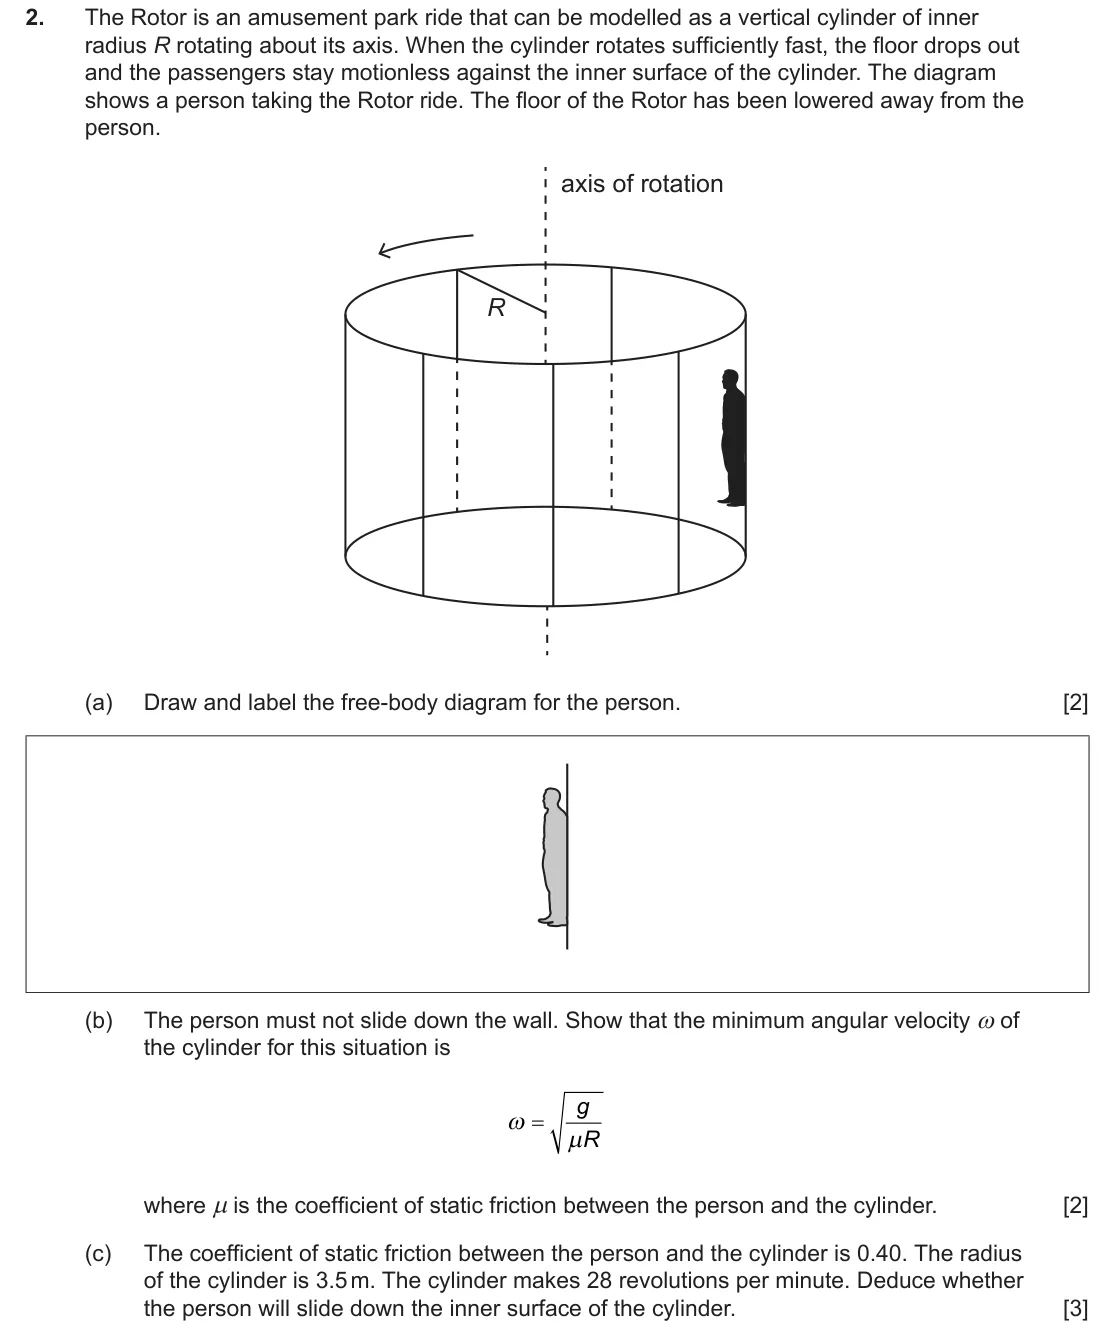 2. The Rotor is an amusement park ride that can be modelled as a vertical cylinder of inner
radius R rotating about its axis. When the cylinder rotates sufficiently fast, the floor drops out
and the passengers stay motionless against the inner surface of the cylinder. The diagram
shows a person taking the Rotor ride. The floor of the Rotor has been lowered away from the
person.
axis of rotation
R
(a) Draw and label the free-body diagram for the person. [2]
(b) The person must not slide down the wall. Show that the minimum angular velocity ω of
the cylinder for this situation is
ω = √(g/μR)
where μ is the coefficient of static friction between the person and the cylinder. [2]
(c) The coefficient of static friction between the person and the cylinder is 0.40. The radius
of the cylinder is 3.5 m. The cylinder makes 28 revolutions per minute. Deduce whether
the person will slide down the inner surface of the cylinder. [3]